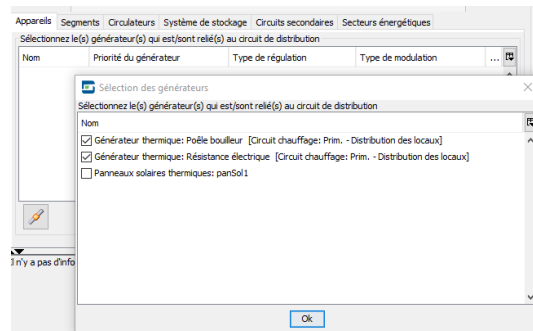 Appareils Segments Circulateurs Système de stockage Circuits secondaires Secteurs énergétiques
Sélectionnez le(s) générateur(s) qui est/sont relié(s) au circuit de distribution
Nom Priorité du générateur Type de régulation Type de modulation ...
Sélection des générateurs
Sélectionnez le(s) générateur(s) qui est/sont relié(s) au circuit de distribution
Nom
Générateur thermique: Poêle bouilleur [Circuit chauffage: Prim. - Distribution des locaux]
Générateur thermique: Résistance électrique [Circuit chauffage: Prim. - Distribution des locaux]
Panneaux solaires thermiques: panSol1
l n'y a pas d'info
Ok